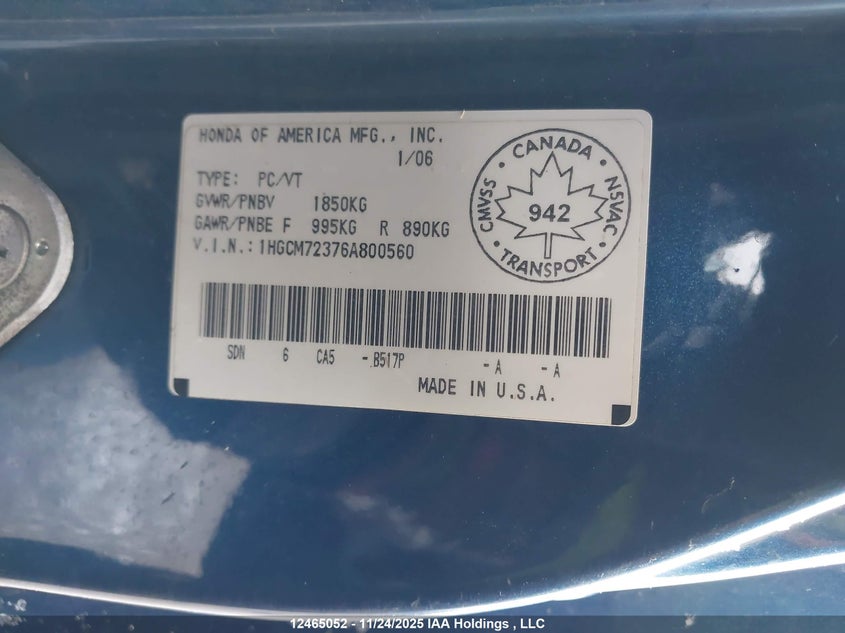 HONDA OF AMERICA MFG., INC.
1/06
TYPE: PC/VT
GVWR/PNBV 1850KG
GAWR/PNBE F 995KG R 890KG
V.I.N.: 1HGCM72376A800560
CANADA
CMVSS
NSVAC
942
TRANSPORT
SDN 6 CA5 - B517P - A - A
MADE IN U.S.A.
12465052 - 11/24/2025 IAA Holdings , LLC